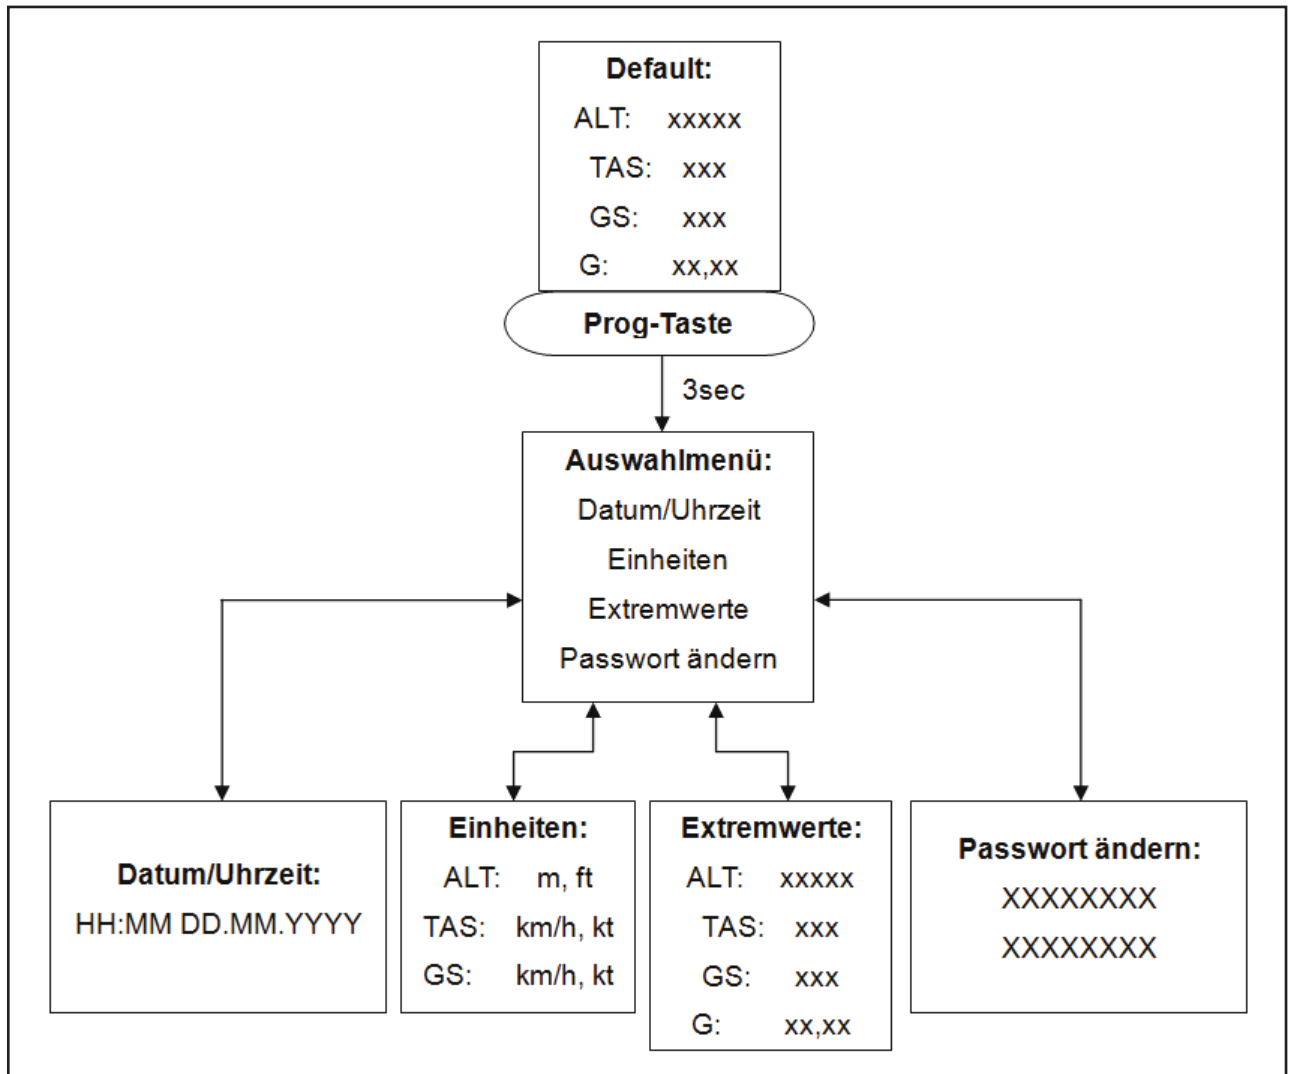 Default:
ALT: xxxxx
TAS: xxx
GS: xxx
G: xx,xx
Prog-Taste
3sec
Auswahlmenü:
Datum/Uhrzeit
Einheiten
Extremwerte
Passwort ändern
Datum/Uhrzeit:
HH:MM DD.MM.YYYY
Einheiten:
ALT: m, ft
TAS: km/h, kt
GS: km/h, kt
Extremwerte:
ALT: xxxxx
TAS: xxx
GS: xxx
G: xx,xx
Passwort ändern:
XXXXXXXX
XXXXXXXX